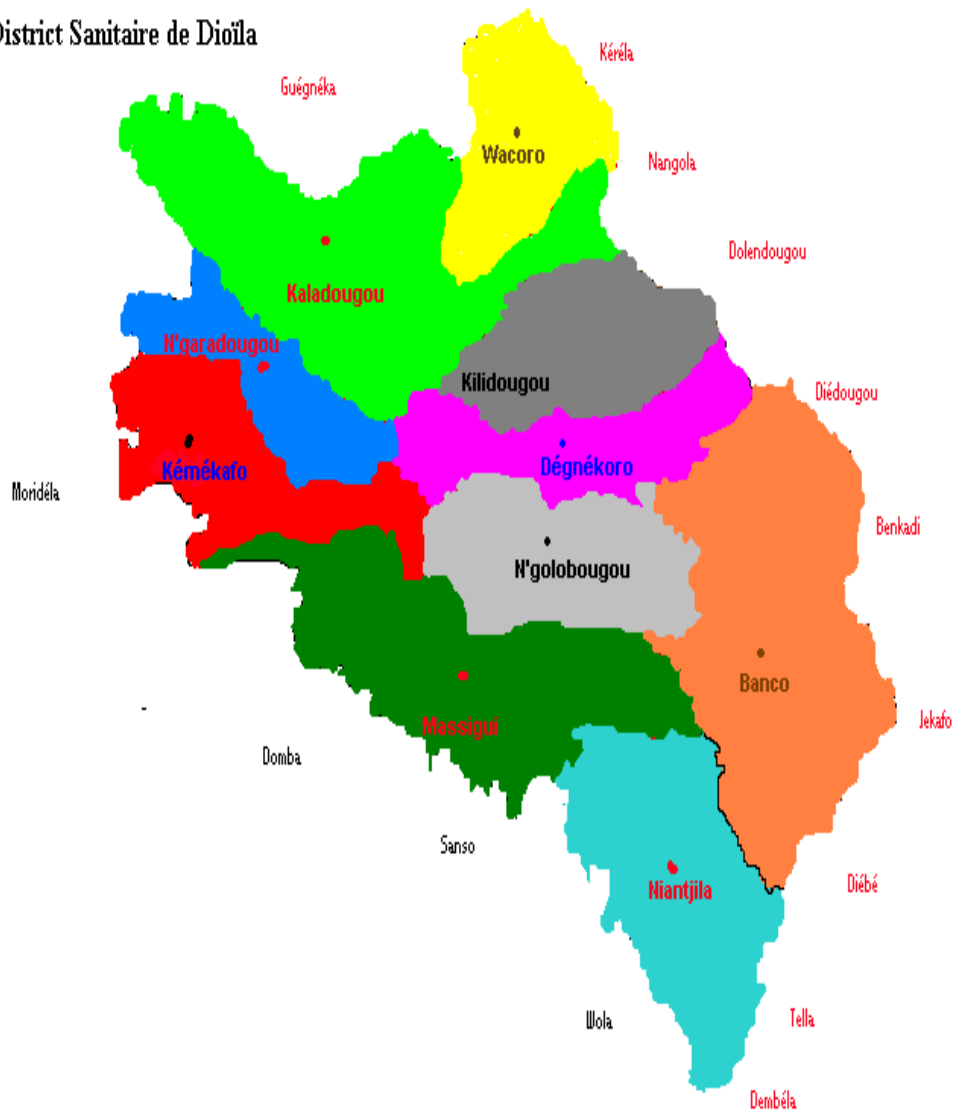 District Sanitaire de Dioïla
Kéréla
Guégnéka
Wacoro
Nangola
Dolendougou
Kaladougou
N'garadougou
Kilidougou
Diédougou
Kémékafo
Dégnékoro
Moridéla
Benkadi
N'golobougou
Banco
Massigui
Jekafo
Domba
Sanso
Diébé
Niantjila
Wola
Tella
Dembéla